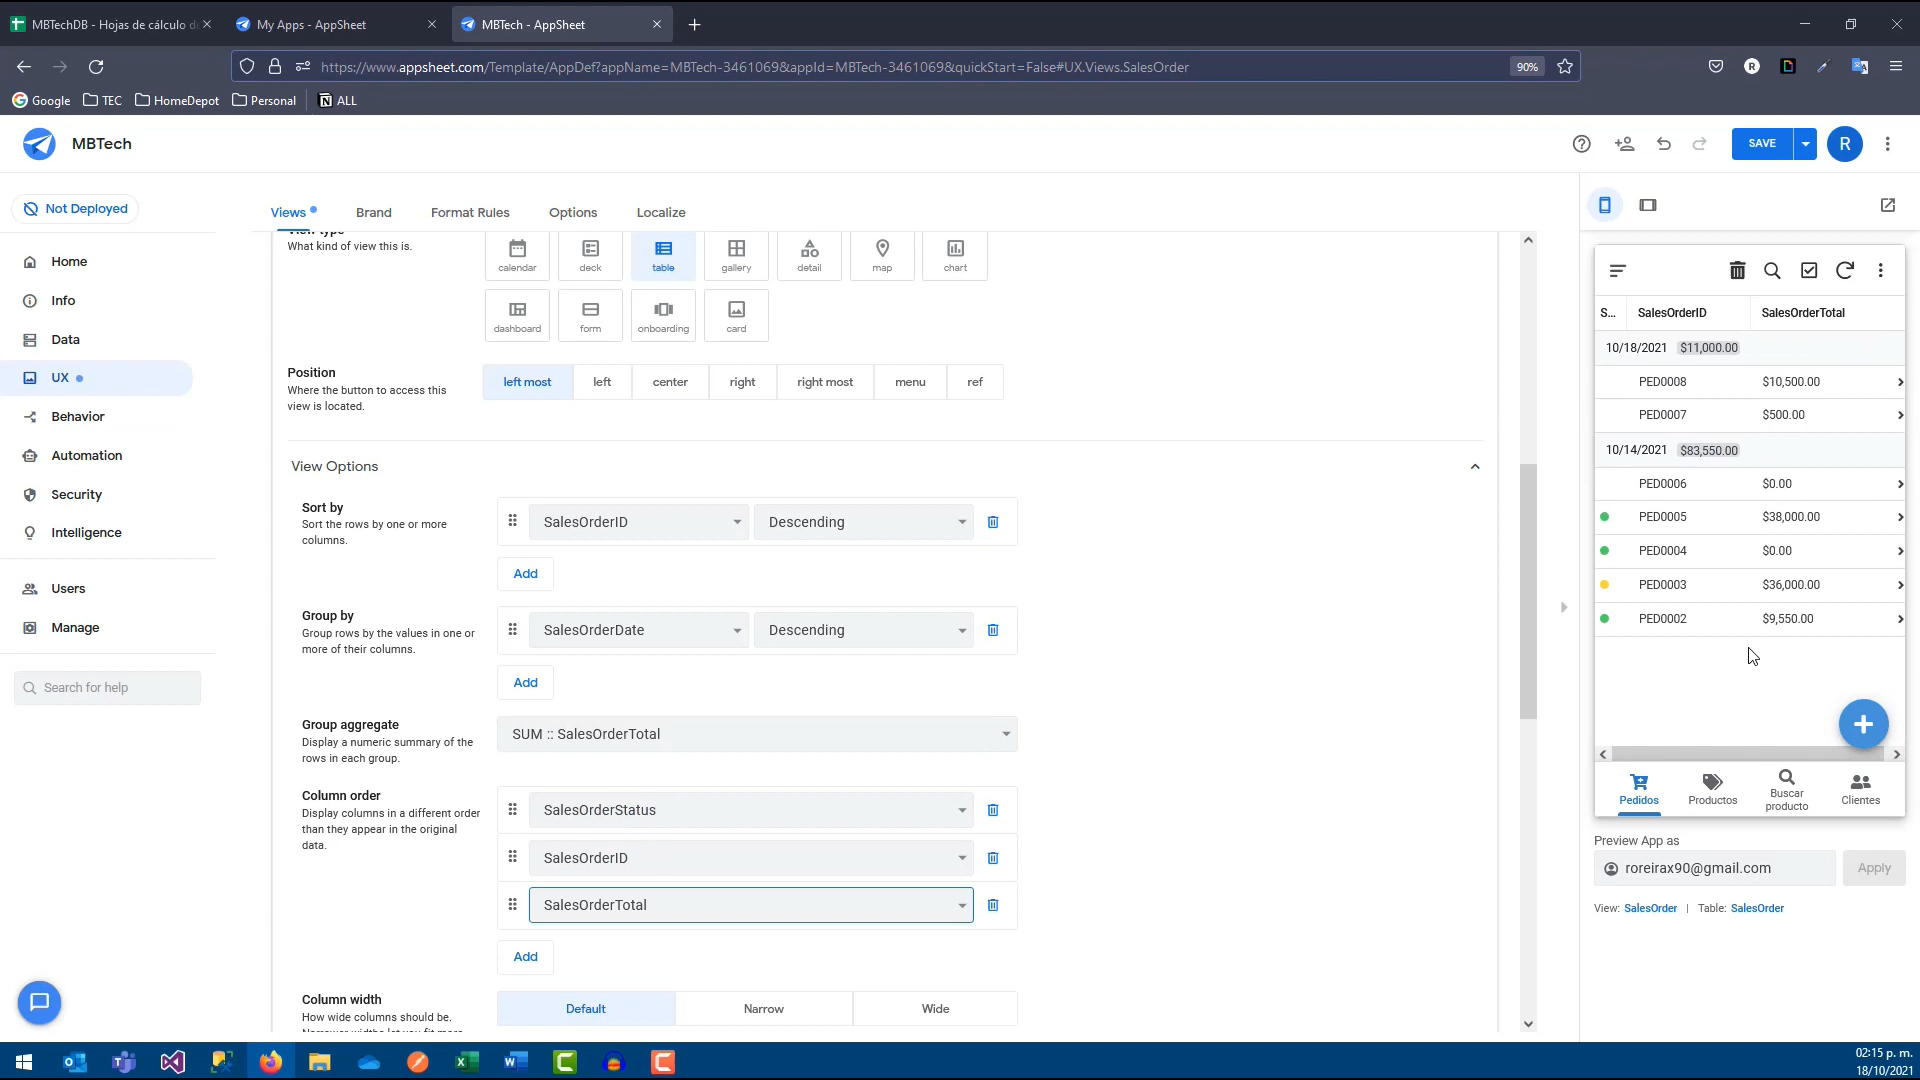 MBTechDB - Hojas de cálculo d
My Apps - AppSheet
MBTech - AppSheet
https://www.appsheet.com/Template/AppDef?appName=MBTech-3461069&appId=MBTech-3461069&quickStart=False#UX.Views.SalesOrder
90%
Google
TEC
HomeDepot
Personal
ALL
MBTech
SAVE
R
Not Deployed
Home
Info
Data
UX
Behavior
Automation
Security
Intelligence
Users
Manage
Search for help
Views
Brand
Format Rules
Options
Localize
View type
What kind of view this is.
calendar
deck
table
gallery
detail
map
chart
dashboard
form
onboarding
card
Position
Where the button to access this
view is located.
left most
left
center
right
right most
menu
ref
View Options
Sort by
Sort the rows by one or more
columns.
SalesOrderID
Descending
Add
Group by
Group rows by the values in one or
more of their columns.
SalesOrderDate
Descending
Add
Group aggregate
Display a numeric summary of the
rows in each group.
SUM :: SalesOrderTotal
Column order
Display columns in a different order
than they appear in the original
data.
SalesOrderStatus
SalesOrderID
SalesOrderTotal
Add
Column width
How wide columns should be.
Default
Narrow
Wide
S...
SalesOrderID
SalesOrderTotal
10/18/2021 $11,000.00
PED0008 $10,500.00
PED0007 $500.00
10/14/2021 $83,550.00
PED0006 $0.00
PED0005 $38,000.00
PED0004 $0.00
PED0003 $36,000.00
PED0002 $9,550.00
Pedidos
Productos
Buscar
producto
Clientes
Preview App as
roreirax90@gmail.com
Apply
View: SalesOrder | Table: SalesOrder
02:15 p. m.
18/10/2021